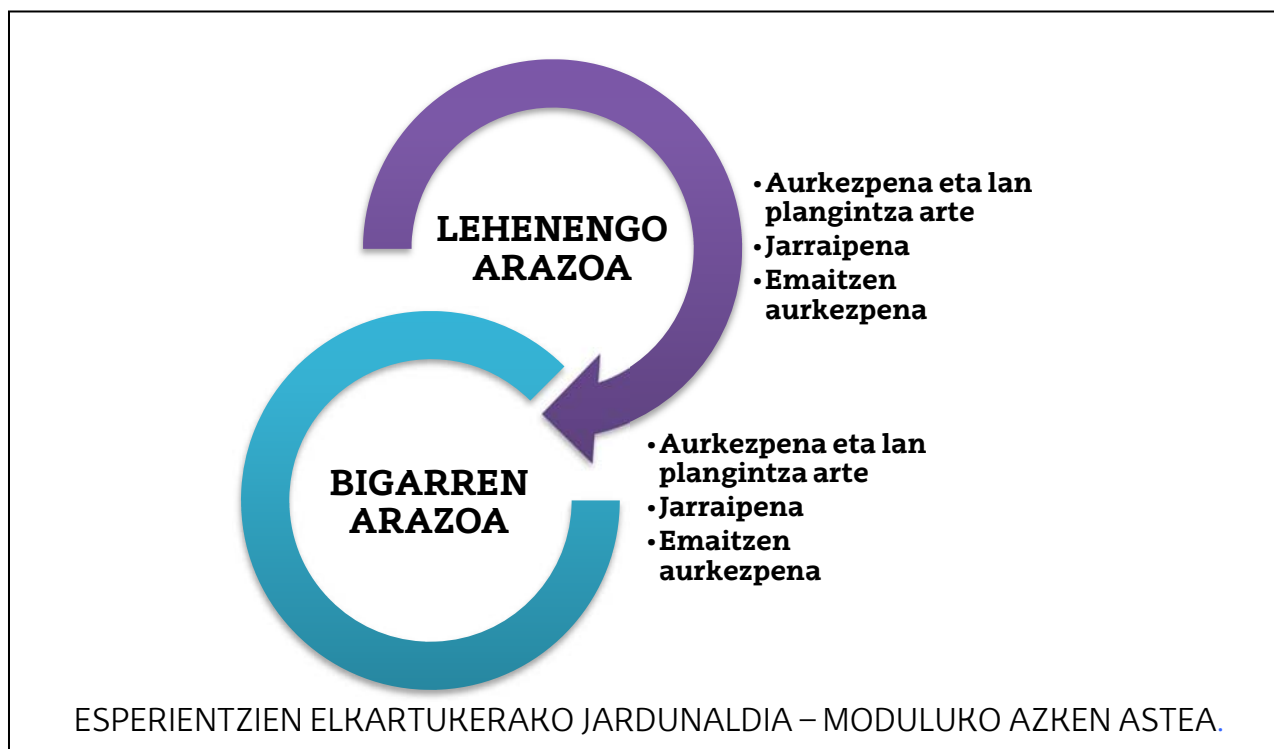 LEHENENGO
ARAZOA
•Aurkezpena eta lan
plangintza arte
•Jarraipena
•Emaitzen
aurkezpena
BIGARREN
ARAZOA
•Aurkezpena eta lan
plangintza arte
•Jarraipena
•Emaitzen
aurkezpena
ESPERIENTZIEN ELKARTUKERAKO JARDUNALDIA – MODULUKO AZKEN ASTEA.